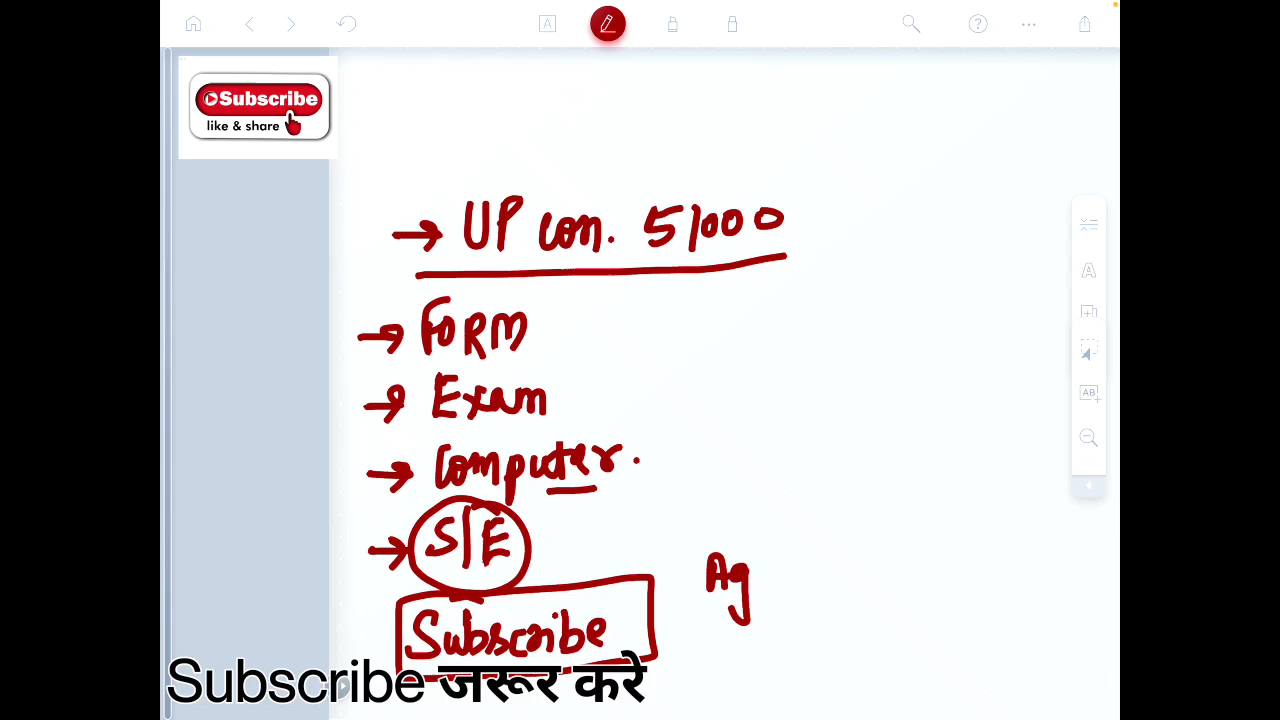 Subscribe
like & share
→ UP con. 51000
→ FORM
→ Exam
→ Computer.
→ S/E
Ag
Subscribe
Subscribe जरूर करे